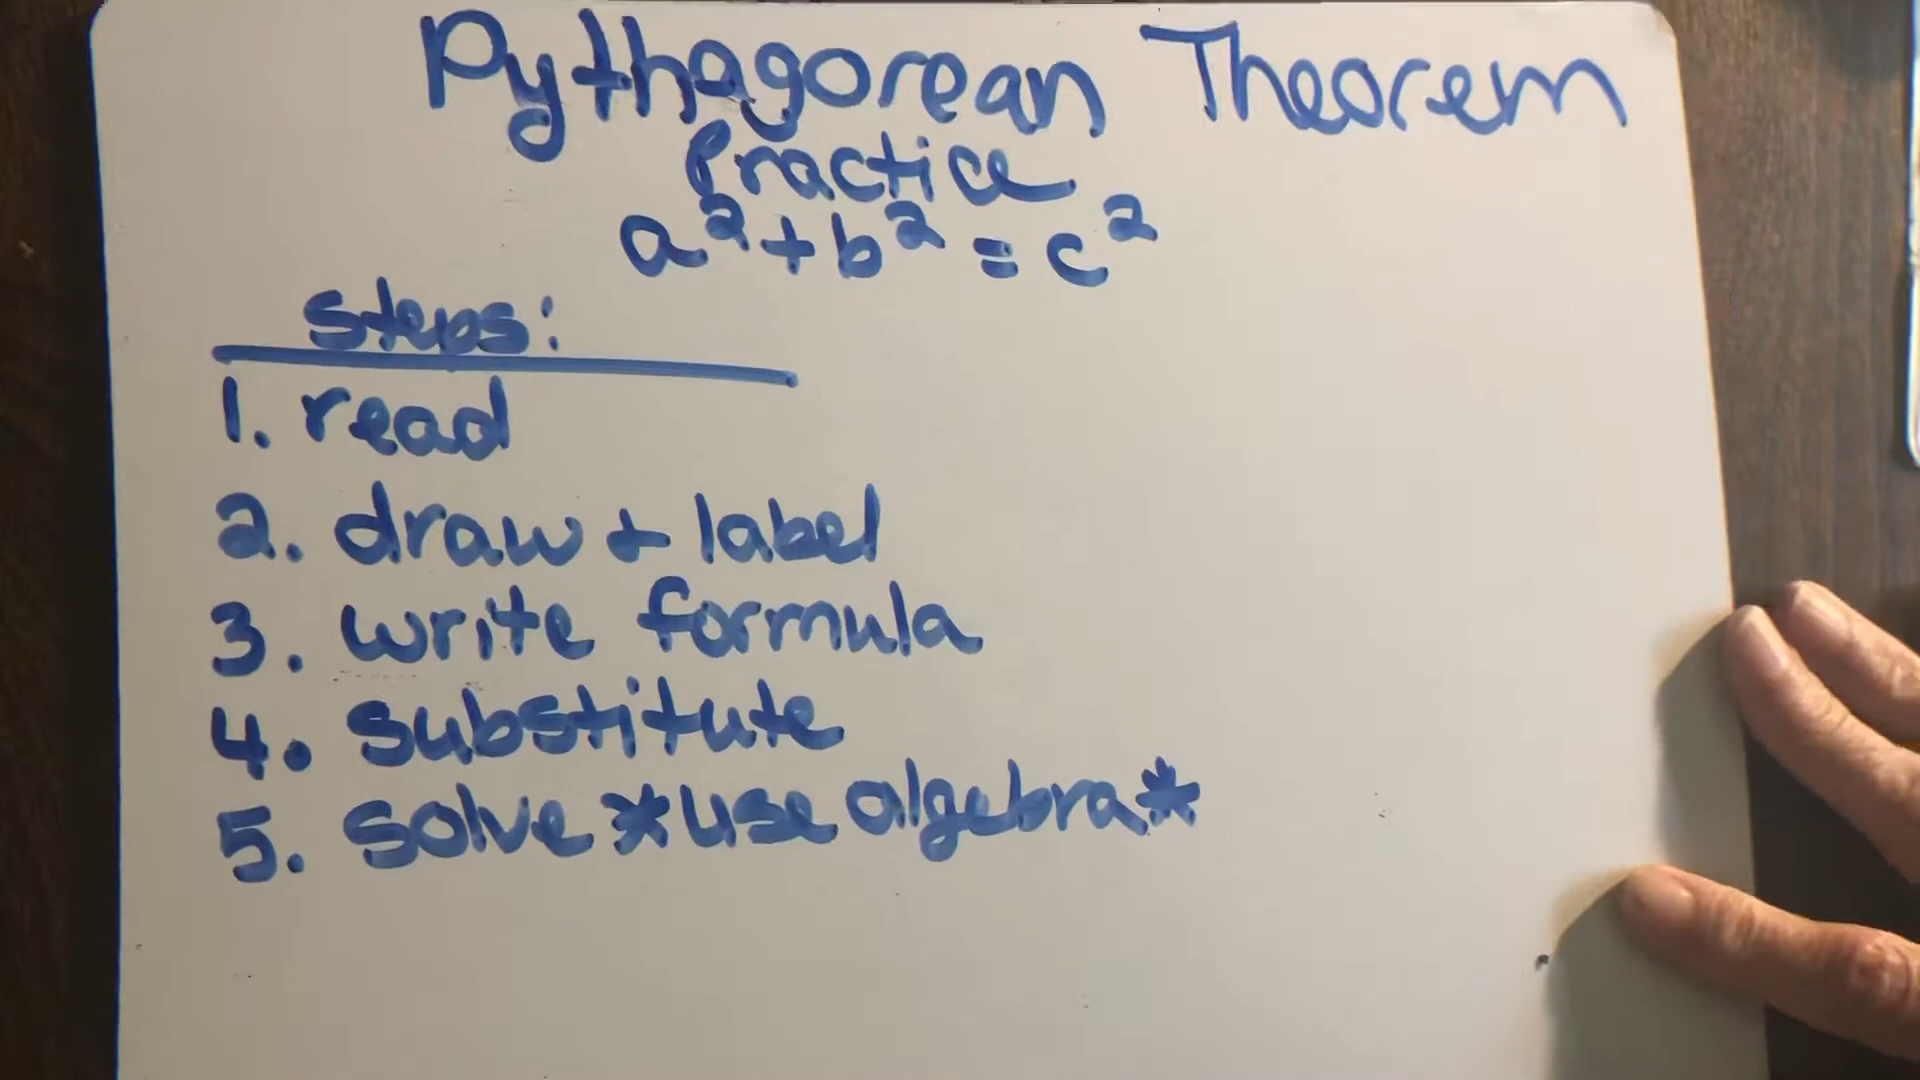 Pythagorean Theorem
Practice
a²+b²=c²
steps:
1. read
2. draw + label
3. write formula
4. substitute
5. solve *use algebra*